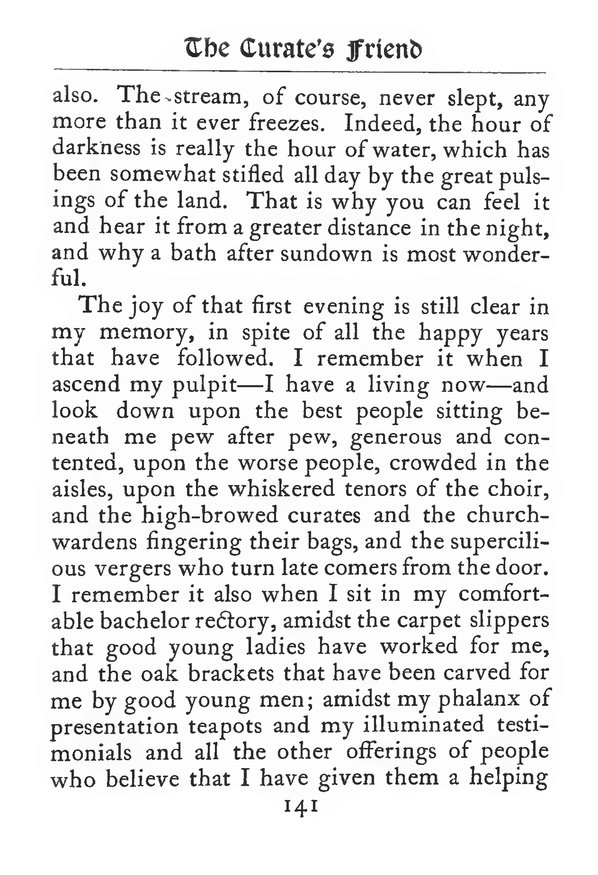 The Curate's Friend
also. The stream, of course, never slept, any
more than it ever freezes. Indeed, the hour of
darkness is really the hour of water, which has
been somewhat stifled all day by the great puls-
ings of the land. That is why you can feel it
and hear it from a greater distance in the night,
and why a bath after sundown is most wonder-
ful.
The joy of that first evening is still clear in
my memory, in spite of all the happy years
that have followed. I remember it when I
ascend my pulpit—I have a living now—and
look down upon the best people sitting be-
neath me pew after pew, generous and con-
tented, upon the worse people, crowded in the
aisles, upon the whiskered tenors of the choir,
and the high-browed curates and the church-
wardens fingering their bags, and the supercili-
ous vergers who turn late comers from the door.
I remember it also when I sit in my comfort-
able bachelor rectory, amidst the carpet slippers
that good young ladies have worked for me,
and the oak brackets that have been carved for
me by good young men; amidst my phalanx of
presentation teapots and my illuminated testi-
monials and all the other offerings of people
who believe that I have given them a helping
141